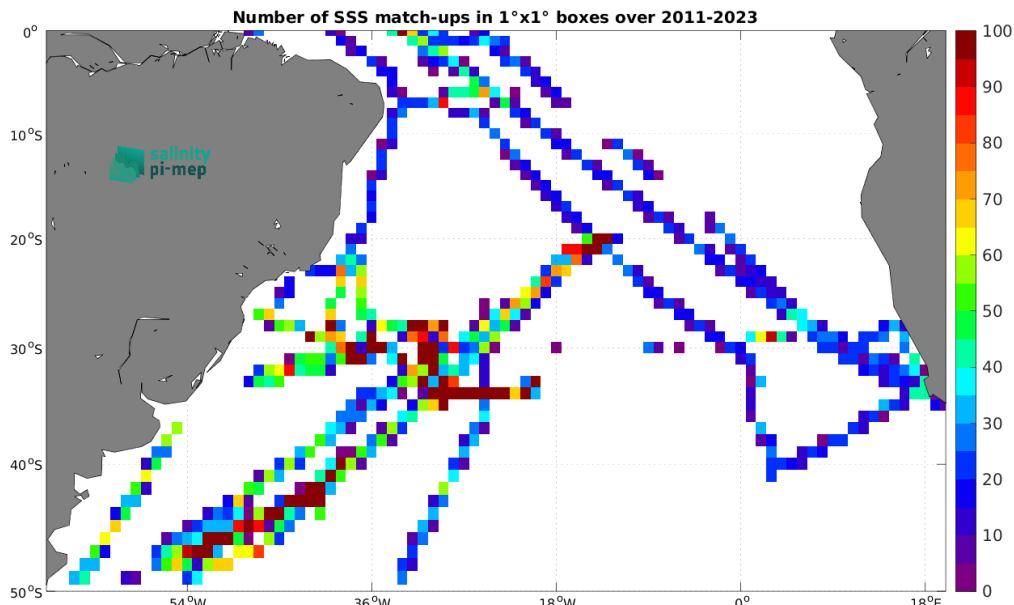 Number of SSS match-ups in 1°x1° boxes over 2011-2023
0°
10°S
20°S
30°S
40°S
50°S
salinity
pi-mep
54°W
36°W
18°W
0°
18°E
100
90
80
70
60
50
40
30
20
10
0